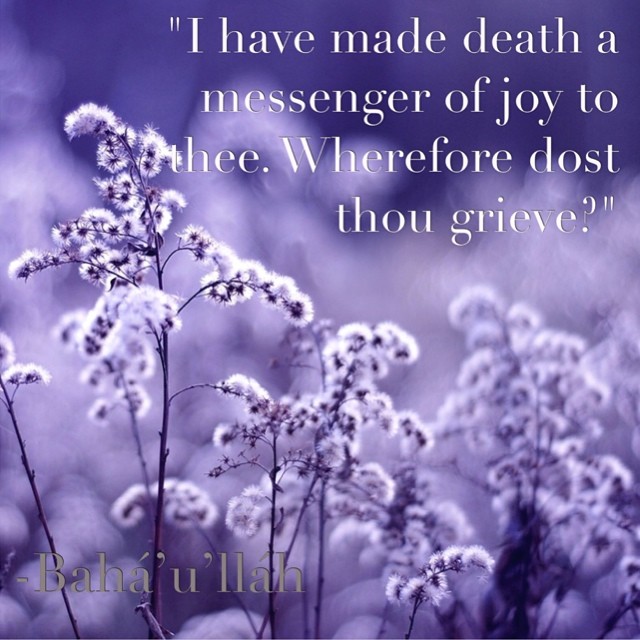 "I have made death a
messenger of joy to
thee. Wherefore dost
thou grieve?"
-Bahá’u’lláh